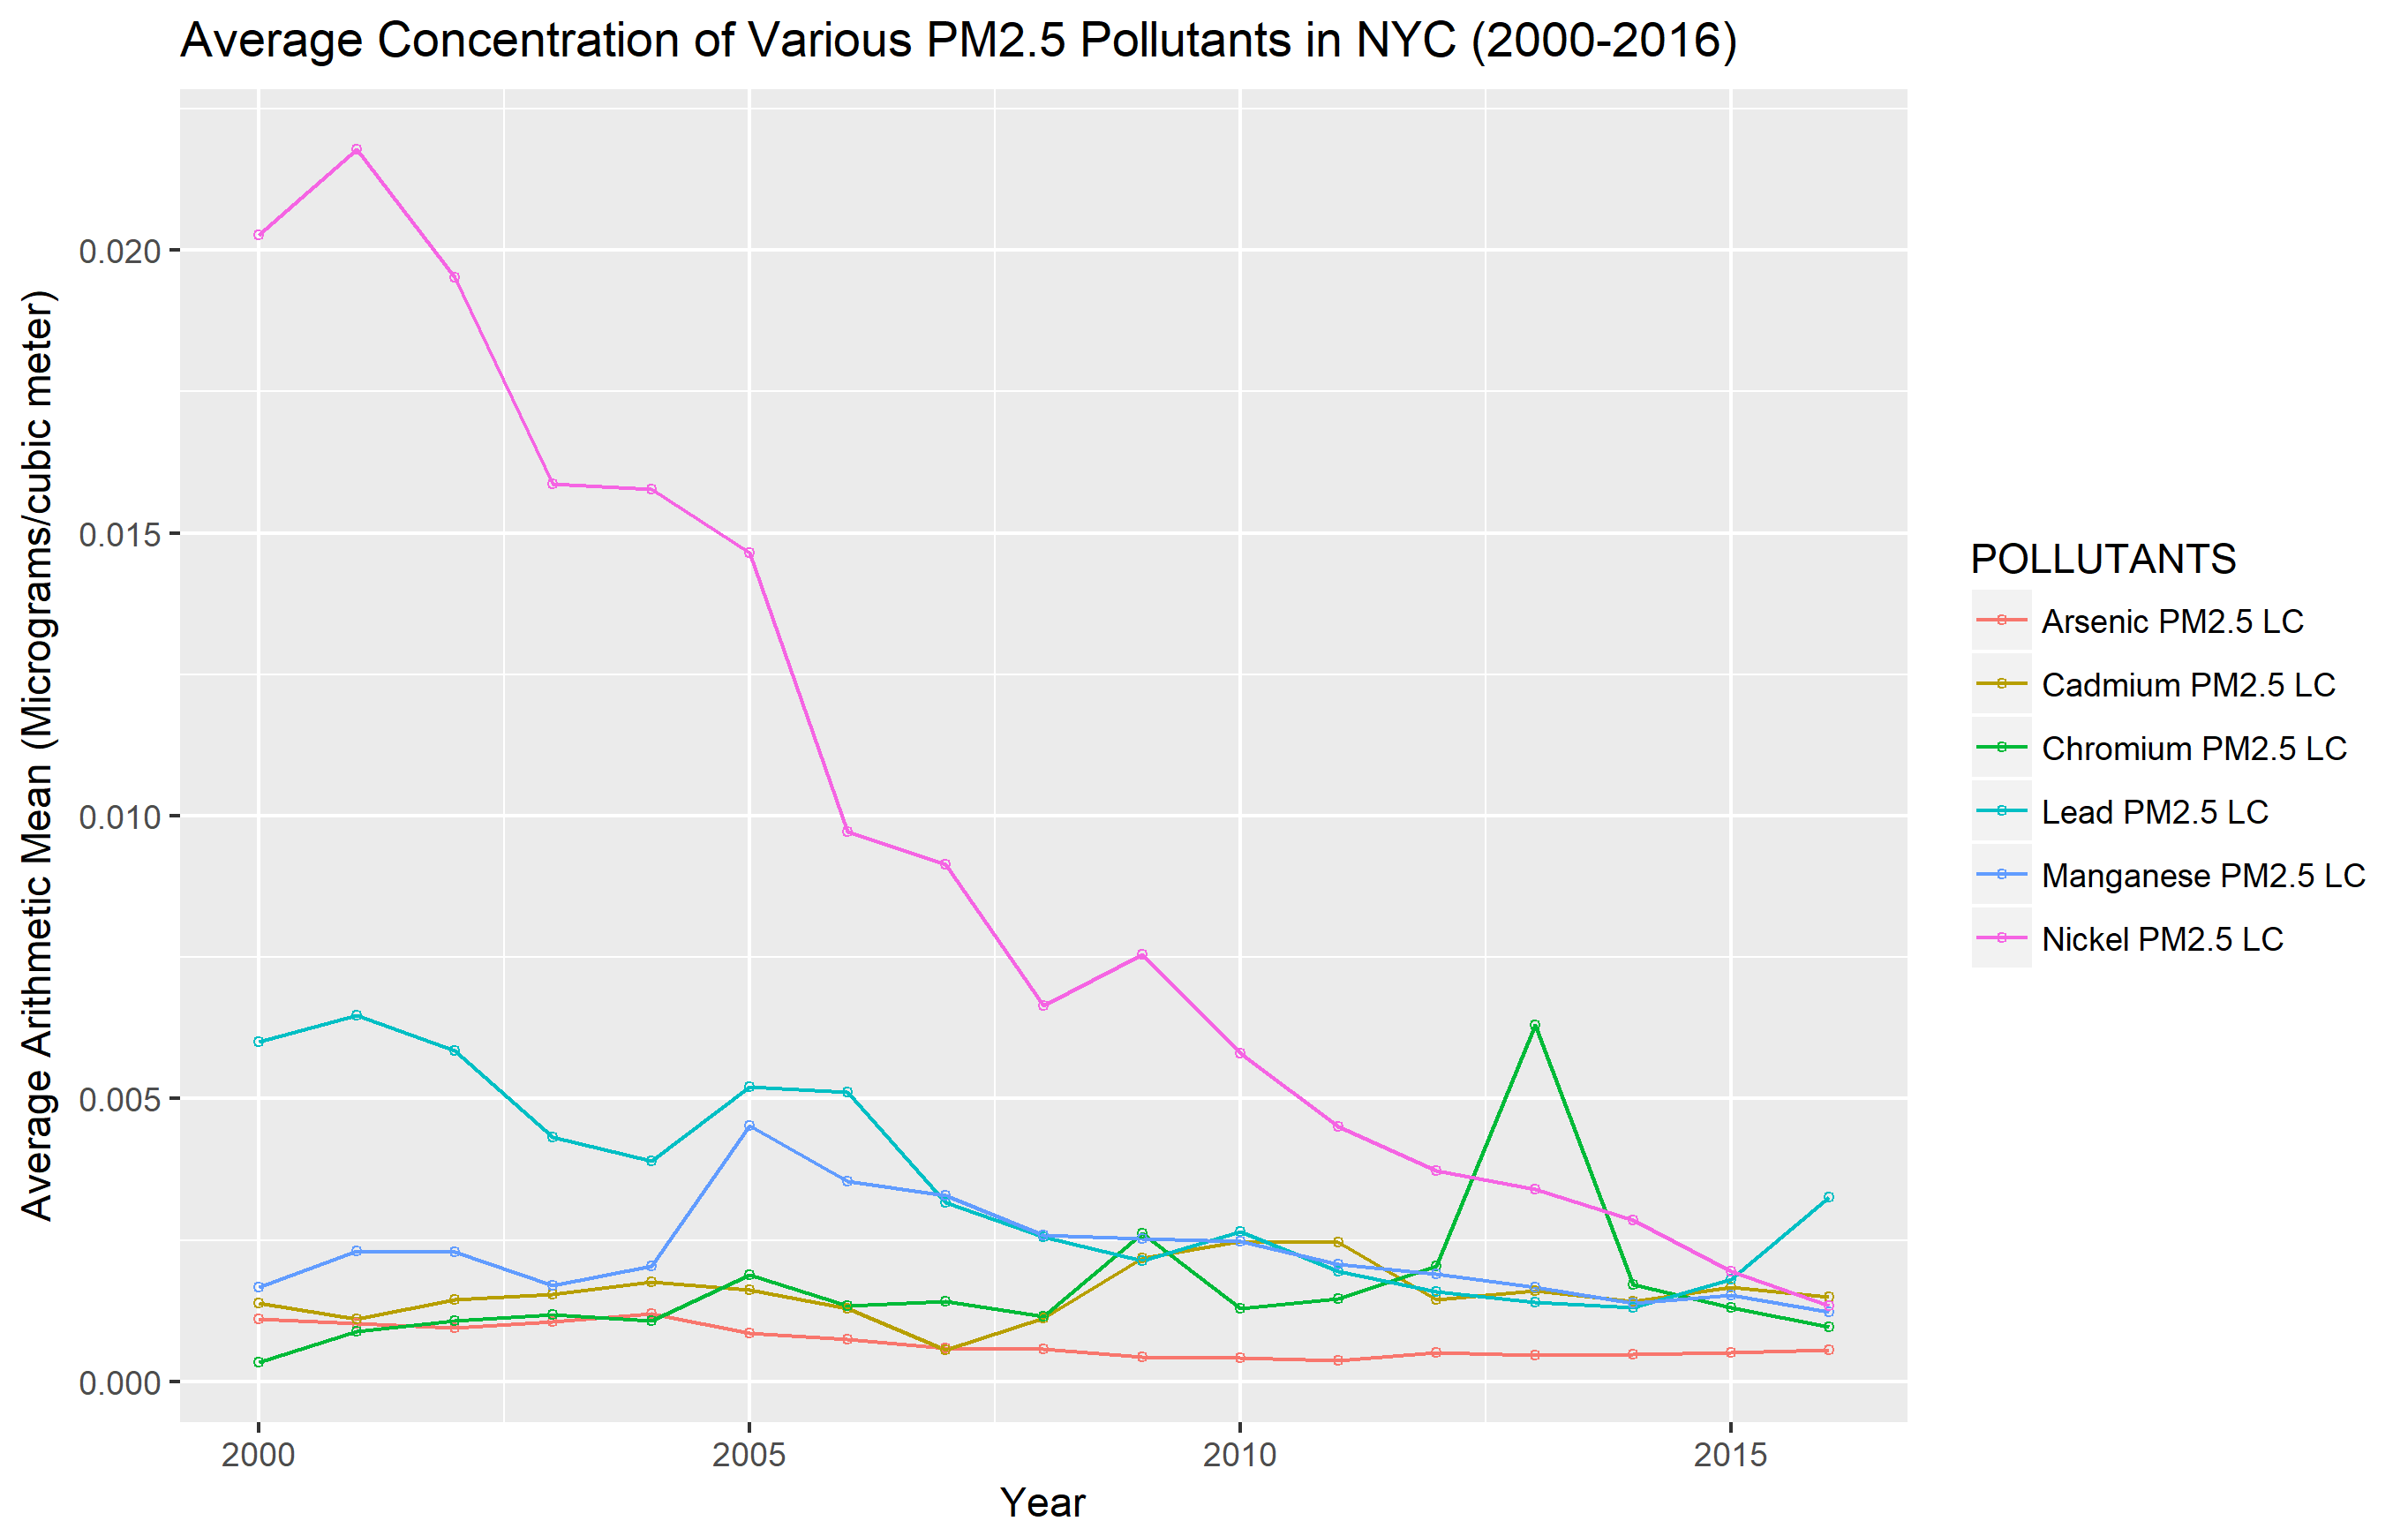 Average Concentration of Various PM2.5 Pollutants in NYC (2000-2016)
Average Arithmetic Mean (Micrograms/cubic meter)
0.020
0.015
0.010
0.005
0.000
2000
2005
2010
2015
Year
POLLUTANTS
Arsenic PM2.5 LC
Cadmium PM2.5 LC
Chromium PM2.5 LC
Lead PM2.5 LC
Manganese PM2.5 LC
Nickel PM2.5 LC